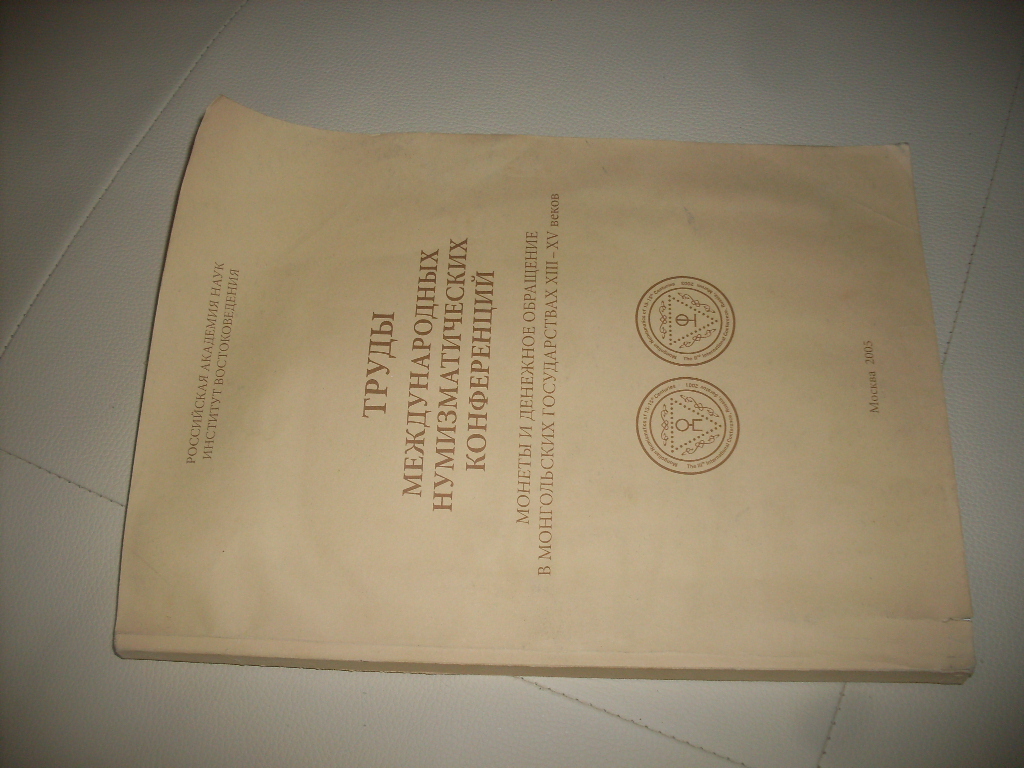 РОССИЙСКАЯ АКАДЕМИЯ НАУК
ИНСТИТУТ ВОСТОКОВЕДЕНИЯ
ТРУДЫ
МЕЖДУНАРОДНЫХ
НУМИЗМАТИЧЕСКИХ
КОНФЕРЕНЦИЙ
МОНЕТЫ И ДЕНЕЖНОЕ ОБРАЩЕНИЕ
В МОНГОЛЬСКИХ ГОСУДАРСТВАХ XIII – XV веков
Москва 2005